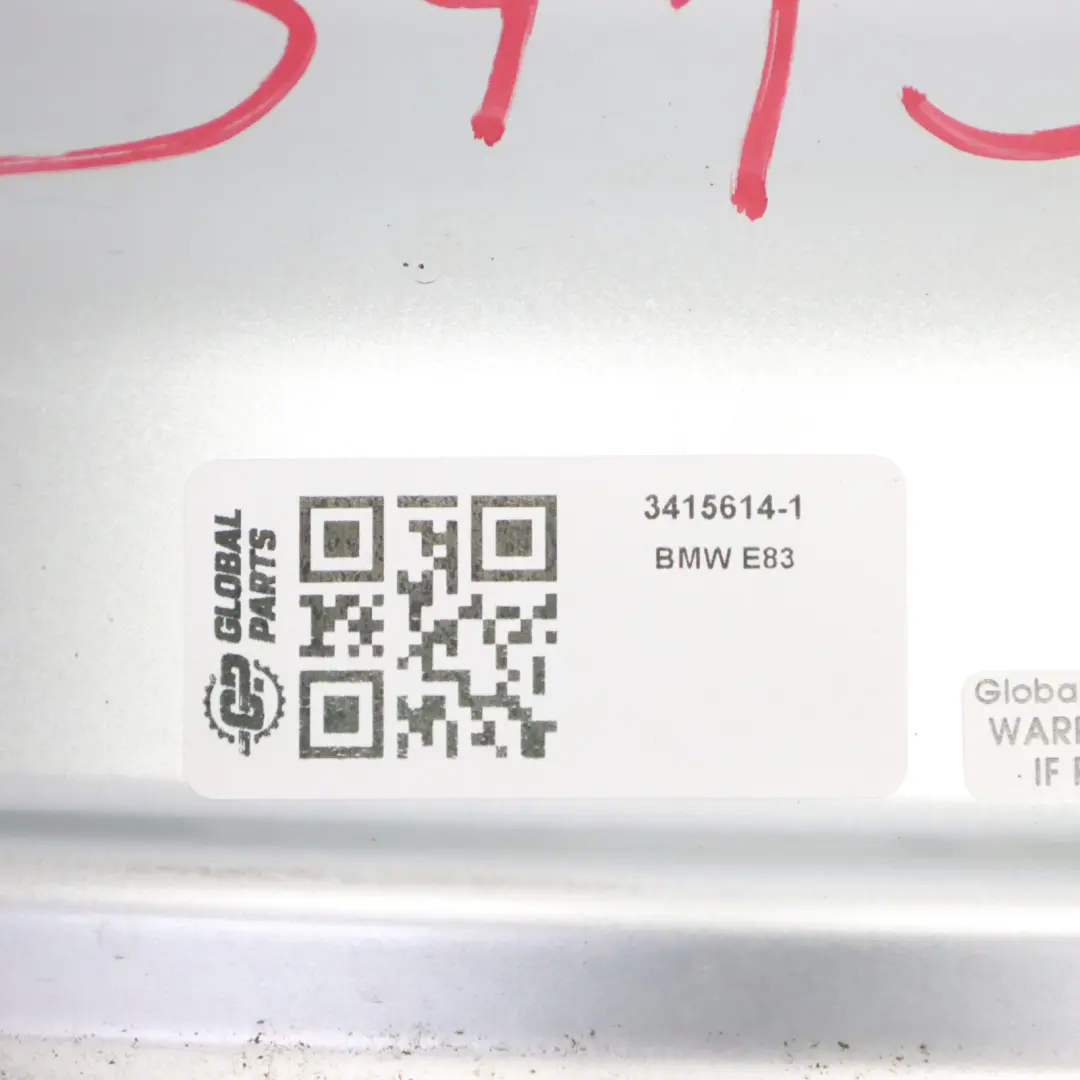 GLOBAL
PARTS
3415614-1
BMW E83
Globa
WAR
IF